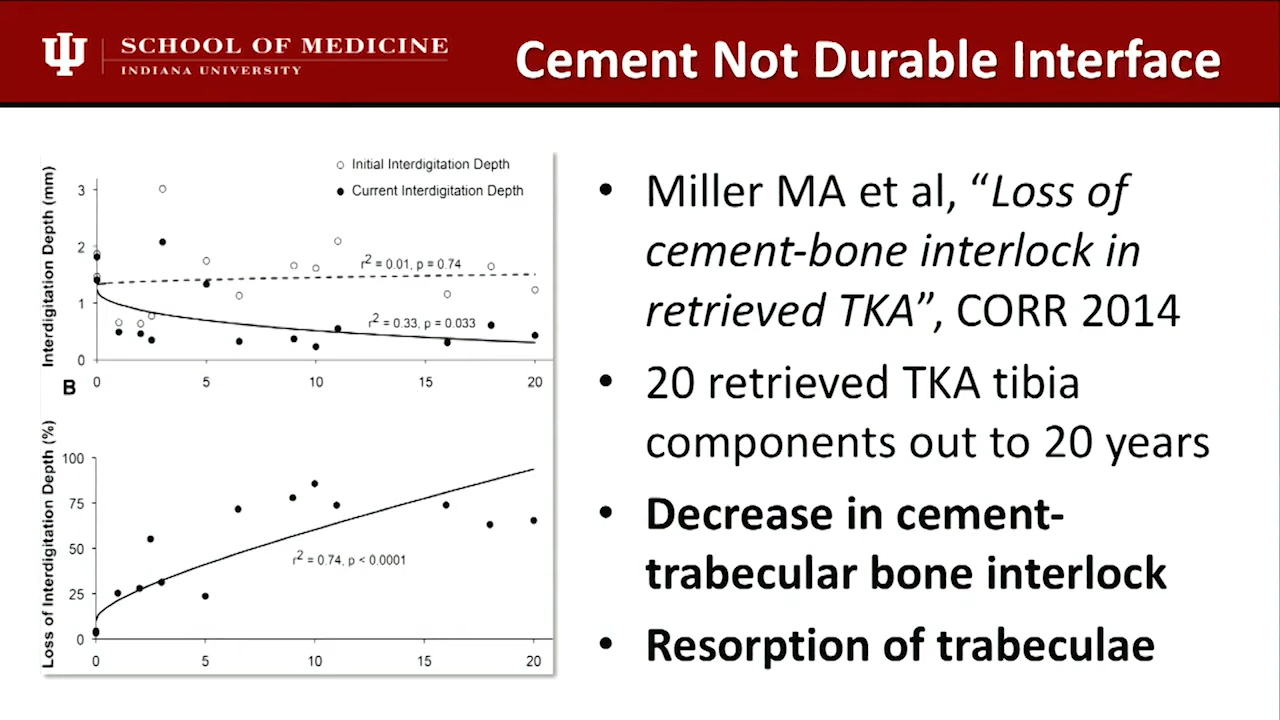 SCHOOL OF MEDICINE
INDIANA UNIVERSITY
Cement Not Durable Interface
Interdigitation Depth (mm)
○ Initial Interdigitation Depth
● Current Interdigitation Depth
3
2
1
0
r² = 0.01, p = 0.74
r² = 0.33, p = 0.033
0 5 10 15 20
B
Loss of Interdigitation Depth (%)
100
75
50
25
0
r² = 0.74, p < 0.0001
0 5 10 15 20
• Miller MA et al, “Loss of
cement-bone interlock in
retrieved TKA”, CORR 2014
• 20 retrieved TKA tibia
components out to 20 years
• Decrease in cement-
trabecular bone interlock
• Resorption of trabeculae